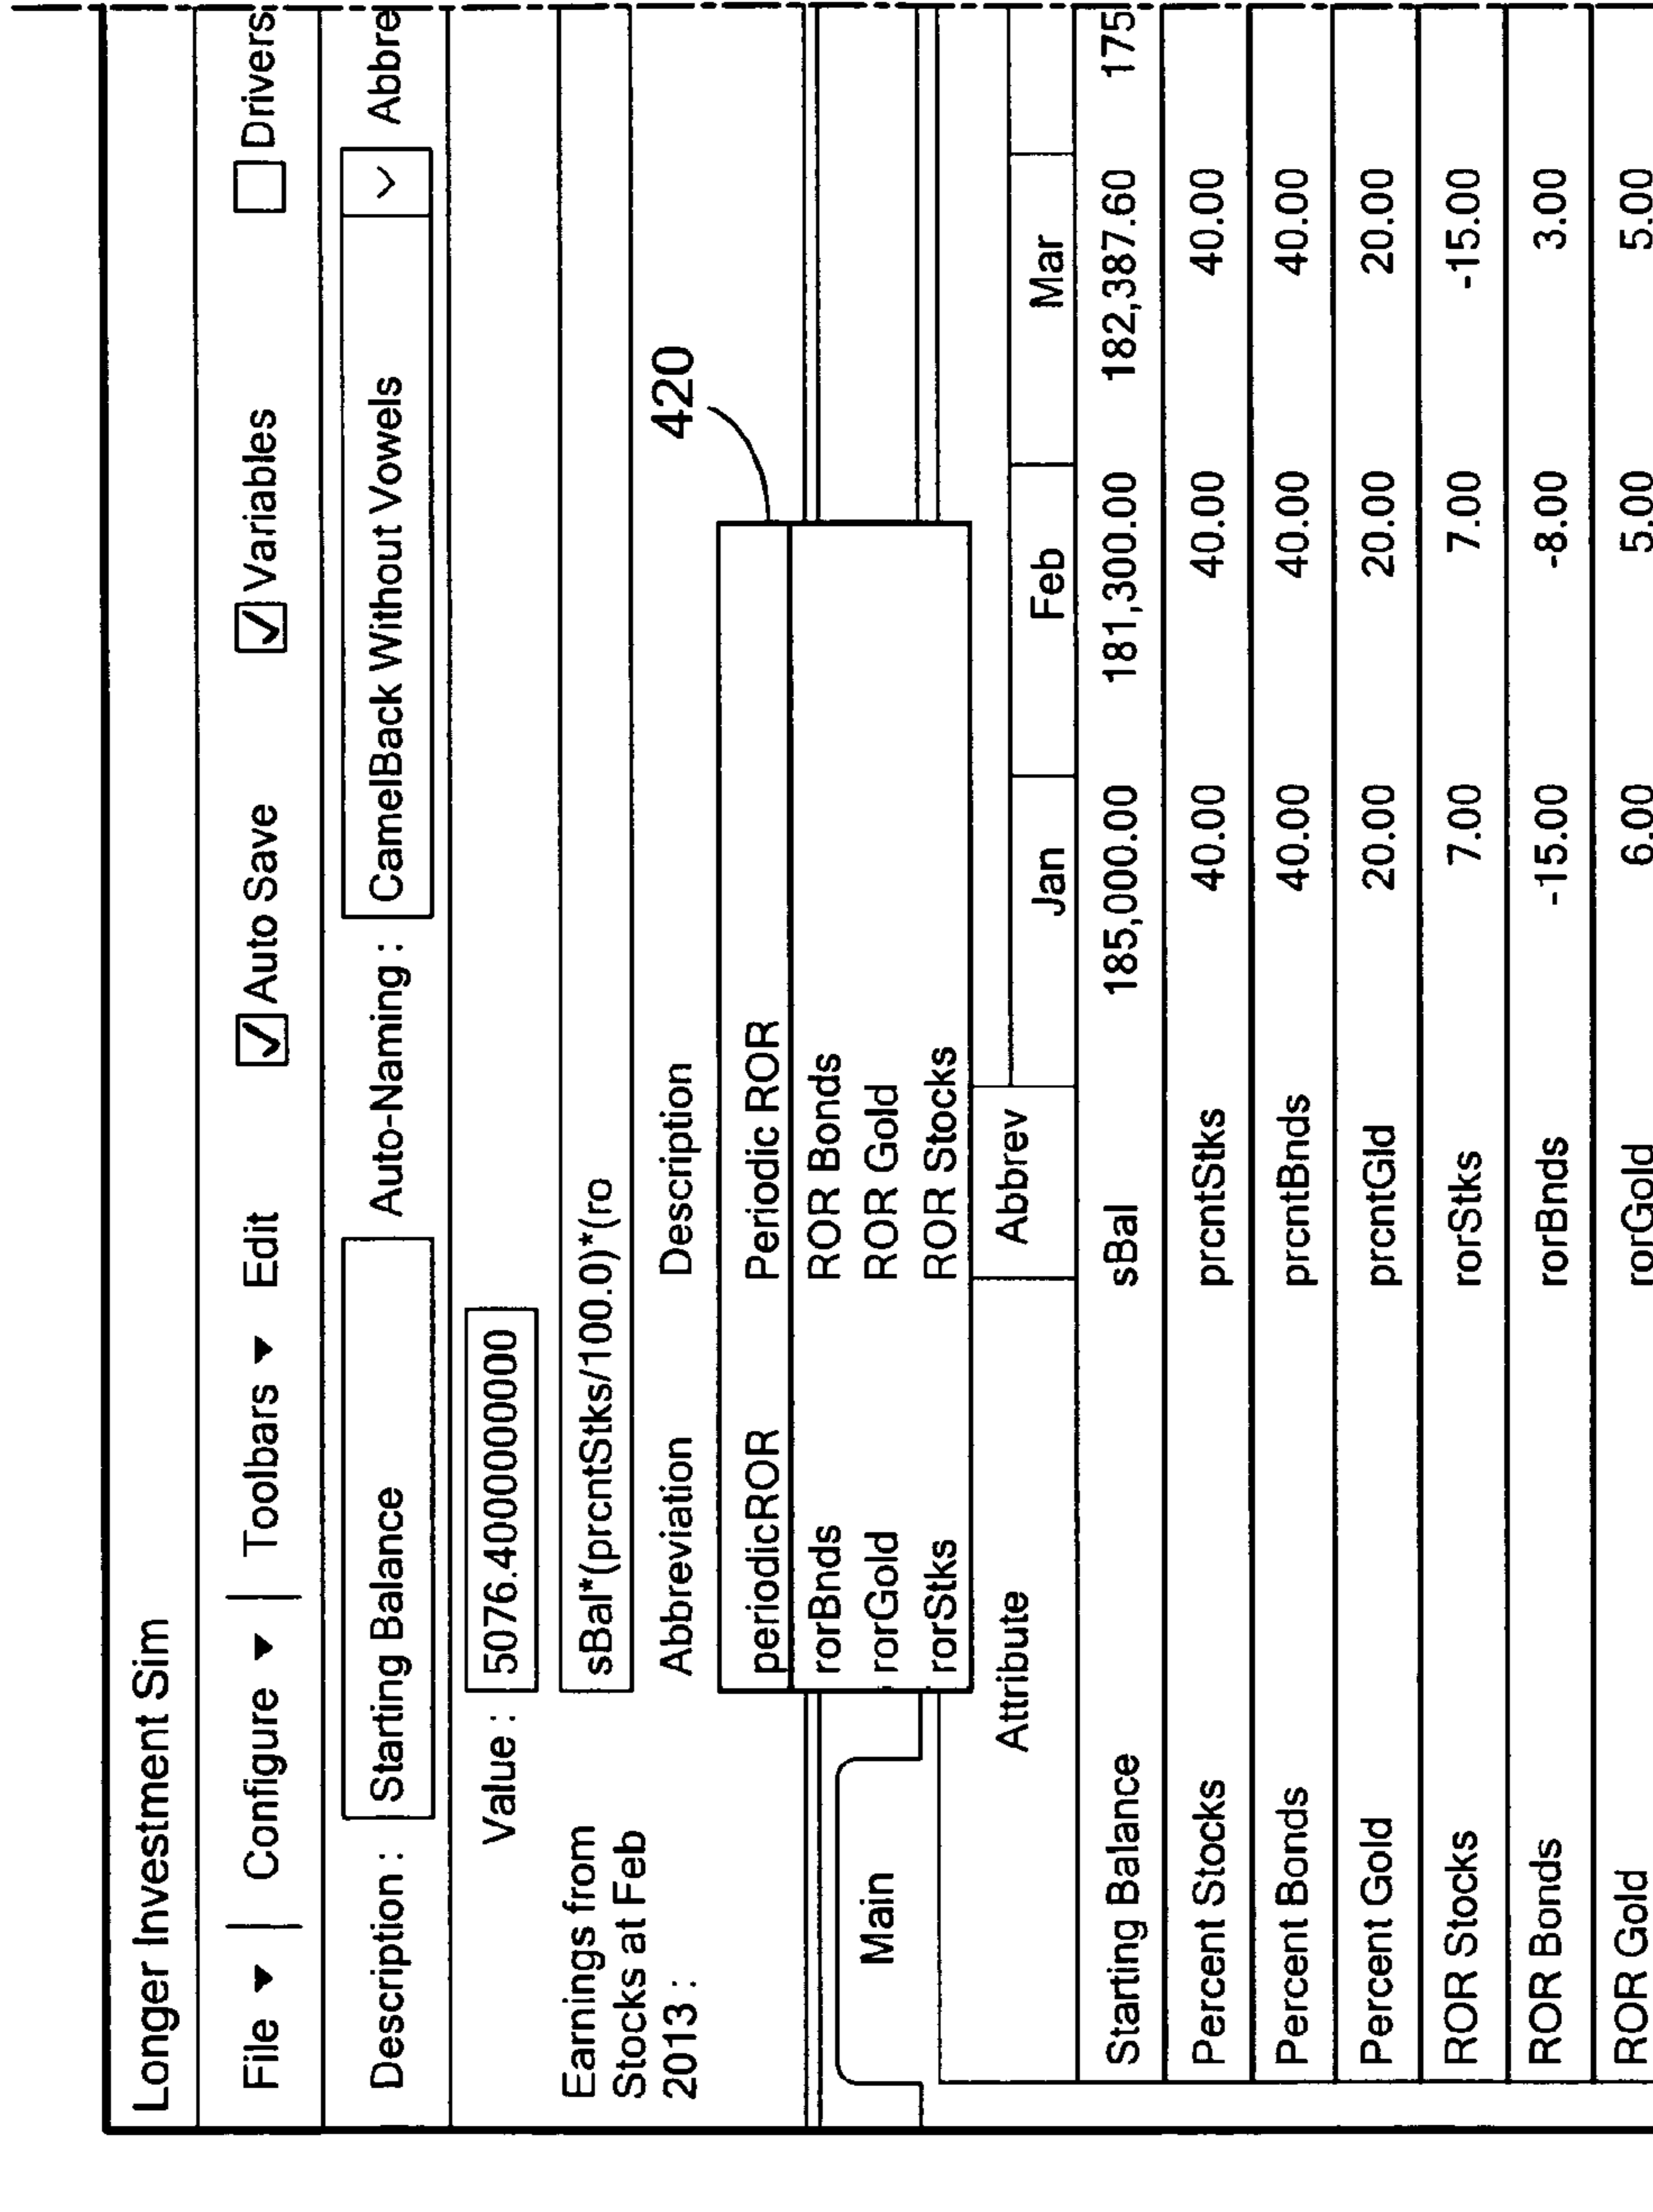 Longer Investment Sim
File ▼ | Configure ▼ | Toolbars ▼ Edit ☑ Auto Save ☑ Variables ☐ Drivers
Description : Starting Balance Auto-Naming : CamelBack Without Vowels Abbre
Value : 5076.4000000000
Earnings from
Stocks at Feb
2013 :
sBal*(prcntStks/100.0)*(ro
Abbreviation Description
420
periodicROR Periodic ROR
rorBnds ROR Bonds
rorGold ROR Gold
rorStks ROR Stocks
Main
Attribute Abbrev Jan Feb Mar
Starting Balance sBal 185,000.00 181,300.00 182,387.60 175
Percent Stocks prcntStks 40.00 40.00 40.00
Percent Bonds prcntBnds 40.00 40.00 40.00
Percent Gold prcntGld 20.00 20.00 20.00
ROR Stocks rorStks 7.00 7.00 -15.00
ROR Bonds rorBnds -15.00 -8.00 3.00
ROR Gold rorGold 6.00 5.00 5.00